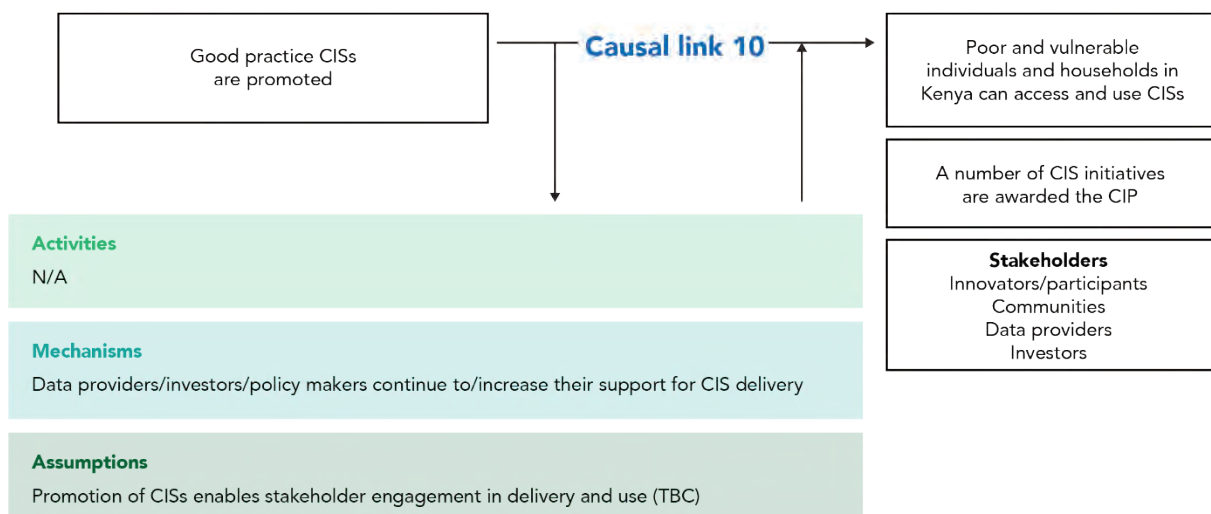 Good practice CISs
are promoted
Causal link 10
Poor and vulnerable
individuals and households in
Kenya can access and use CISs
A number of CIS initiatives
are awarded the CIP
Stakeholders
Innovators/participants
Communities
Data providers
Investors
Activities
N/A
Mechanisms
Data providers/investors/policy makers continue to/increase their support for CIS delivery
Assumptions
Promotion of CISs enables stakeholder engagement in delivery and use (TBC)